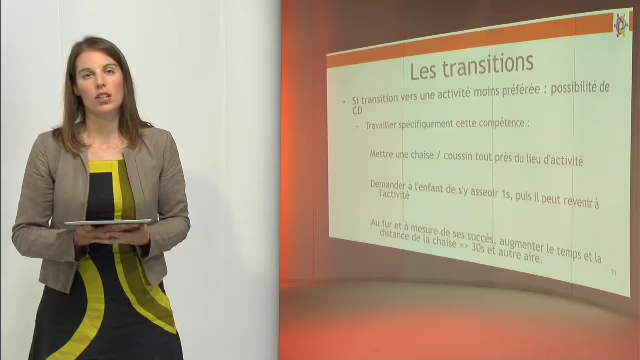 Les transitions
- Si transition vers une activité moins préférée : possibilité de
CD
- Travailler spécifiquement cette compétence :
Mettre une chaise / coussin tout près du lieu d'activité
Demander à l'enfant de s'y asseoir 1s, puis il peut revenir à
l'activité
Au fur et à mesure de ses succès, augmenter le temps et la
distance de la chaise => 30s et autre aire.